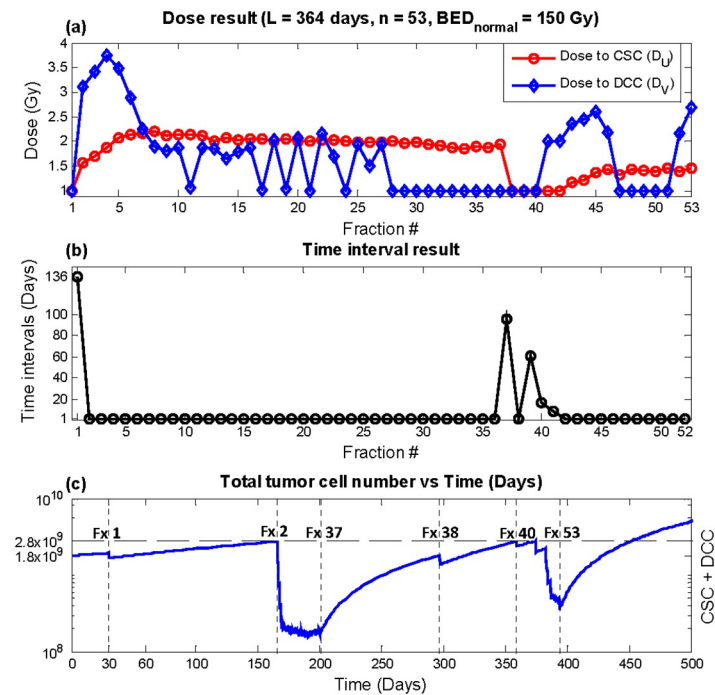 Dose result (L = 364 days, n = 53, BEDnormal = 150 Gy)
(a)
4
3.5
3
2.5
2
1.5
1
Dose (Gy)
Dose to CSC (DU)
Dose to DCC (DV)
1 5 10 15 20 25 30 35 40 45 50 53
Fraction #
(b)
Time interval result
136
100
80
60
40
20
1
Time intervals (Days)
1 5 10 15 20 25 30 35 40 45 50 52
Fraction #
(c)
Total tumor cell number vs Time (Days)
10^10
2.8x10^9
1.8x10^9
10^8
Fx 1 Fx 2 Fx 37 Fx 38 Fx 40 Fx 53
CSC + DCC
0 30 50 100 150 200 250 300 350 400 450 500
Time (Days)